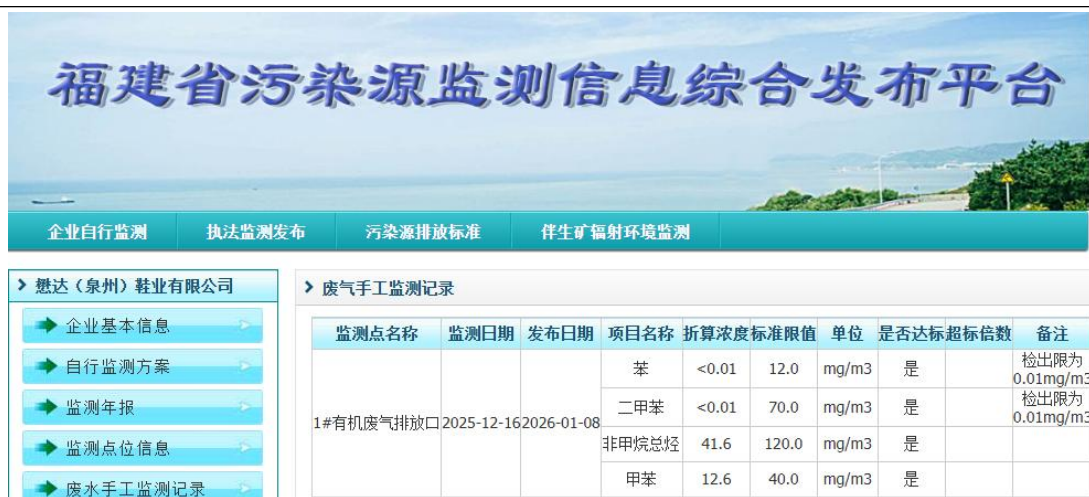 福建省污染源监测信息综合发布平台
企业自行监测 执法监测发布 污染源排放标准 伴生矿辐射环境监测
懋达（泉州）鞋业有限公司
企业基本信息
自行监测方案
监测年报
监测点位信息
废水手工监测记录
废气手工监测记录
监测点名称 监测日期 发布日期 项目名称 折算浓度 标准限值 单位 是否达标 超标倍数 备注
1#有机废气排放口 2025-12-16 2026-01-08
苯 <0.01 12.0 mg/m3 是 检出限为
0.01mg/m3
二甲苯 <0.01 70.0 mg/m3 是 检出限为
0.01mg/m3
非甲烷总烃 41.6 120.0 mg/m3 是
甲苯 12.6 40.0 mg/m3 是